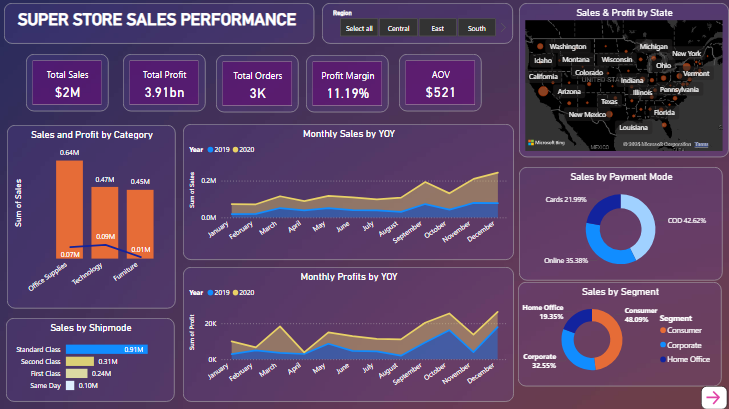 SUPER STORE SALES PERFORMANCE
Region
Select all
Central
East
South
Total Sales
$2M
Total Profit
3.91bn
Total Orders
3K
Profit Margin
11.19%
AOV
$521
Sales & Profit by State
Washington
Michigan
New York
Idaho
Montana
Wisconsin
Ohio
Vermont
California
Colorado
UNITED STATES
Indiana
Illinois
Pennsylvania
Arizona
Texas
New Mexico
Florida
Louisiana
MEXICO
Microsoft Bing
© 2025 Microsoft Corporation Terms
Sales and Profit by Category
0.64M
0.47M
0.45M
0.07M
0.09M
0.01M
Sum of Sales
Office Supplies
Technology
Furniture
Monthly Sales by YOY
Year 2019 2020
Sum of Sales
0.2M
0.0M
January
February
March
April
May
June
July
August
September
October
November
December
Sales by Payment Mode
Cards 21.99%
COD 42.62%
Online 35.38%
Sales by Shipmode
Standard Class 0.91M
Second Class 0.31M
First Class 0.24M
Same Day 0.10M
Monthly Profits by YOY
Year 2019 2020
Sum of Profit
20K
0K
January
February
March
April
May
June
July
August
September
October
November
December
Sales by Segment
Home Office
19.35%
Consumer
48.09%
Corporate
32.55%
Segment
Consumer
Corporate
Home Office